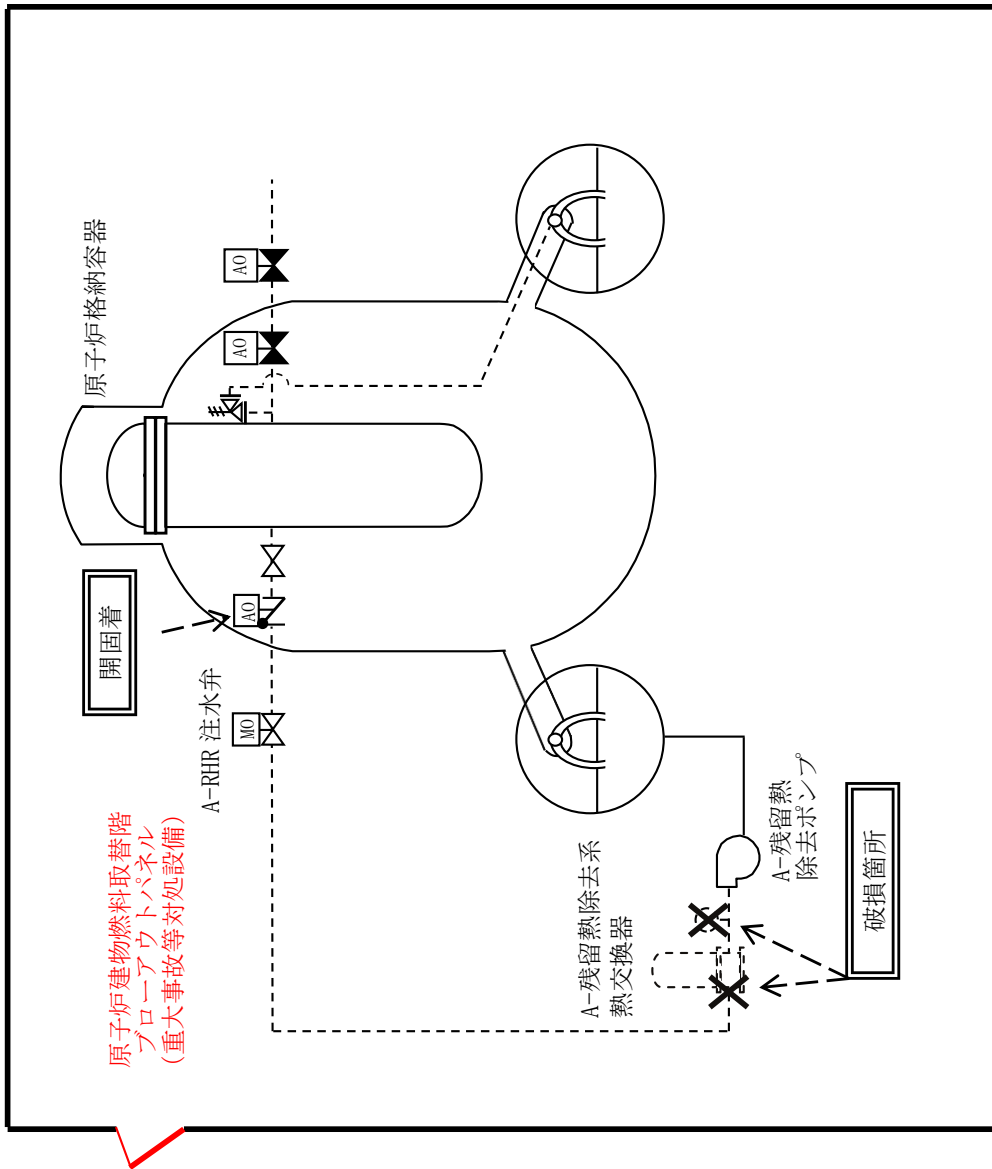 原子炉建物燃料取替階
ブローアウトパネル
(重大事故等対処設備)
原子炉格納容器
開固着
A-RHR 注水弁
MO
AO
AO
AO
A-残留熱除去系
熱交換器
A-残留熱
除去ポンプ
破損箇所